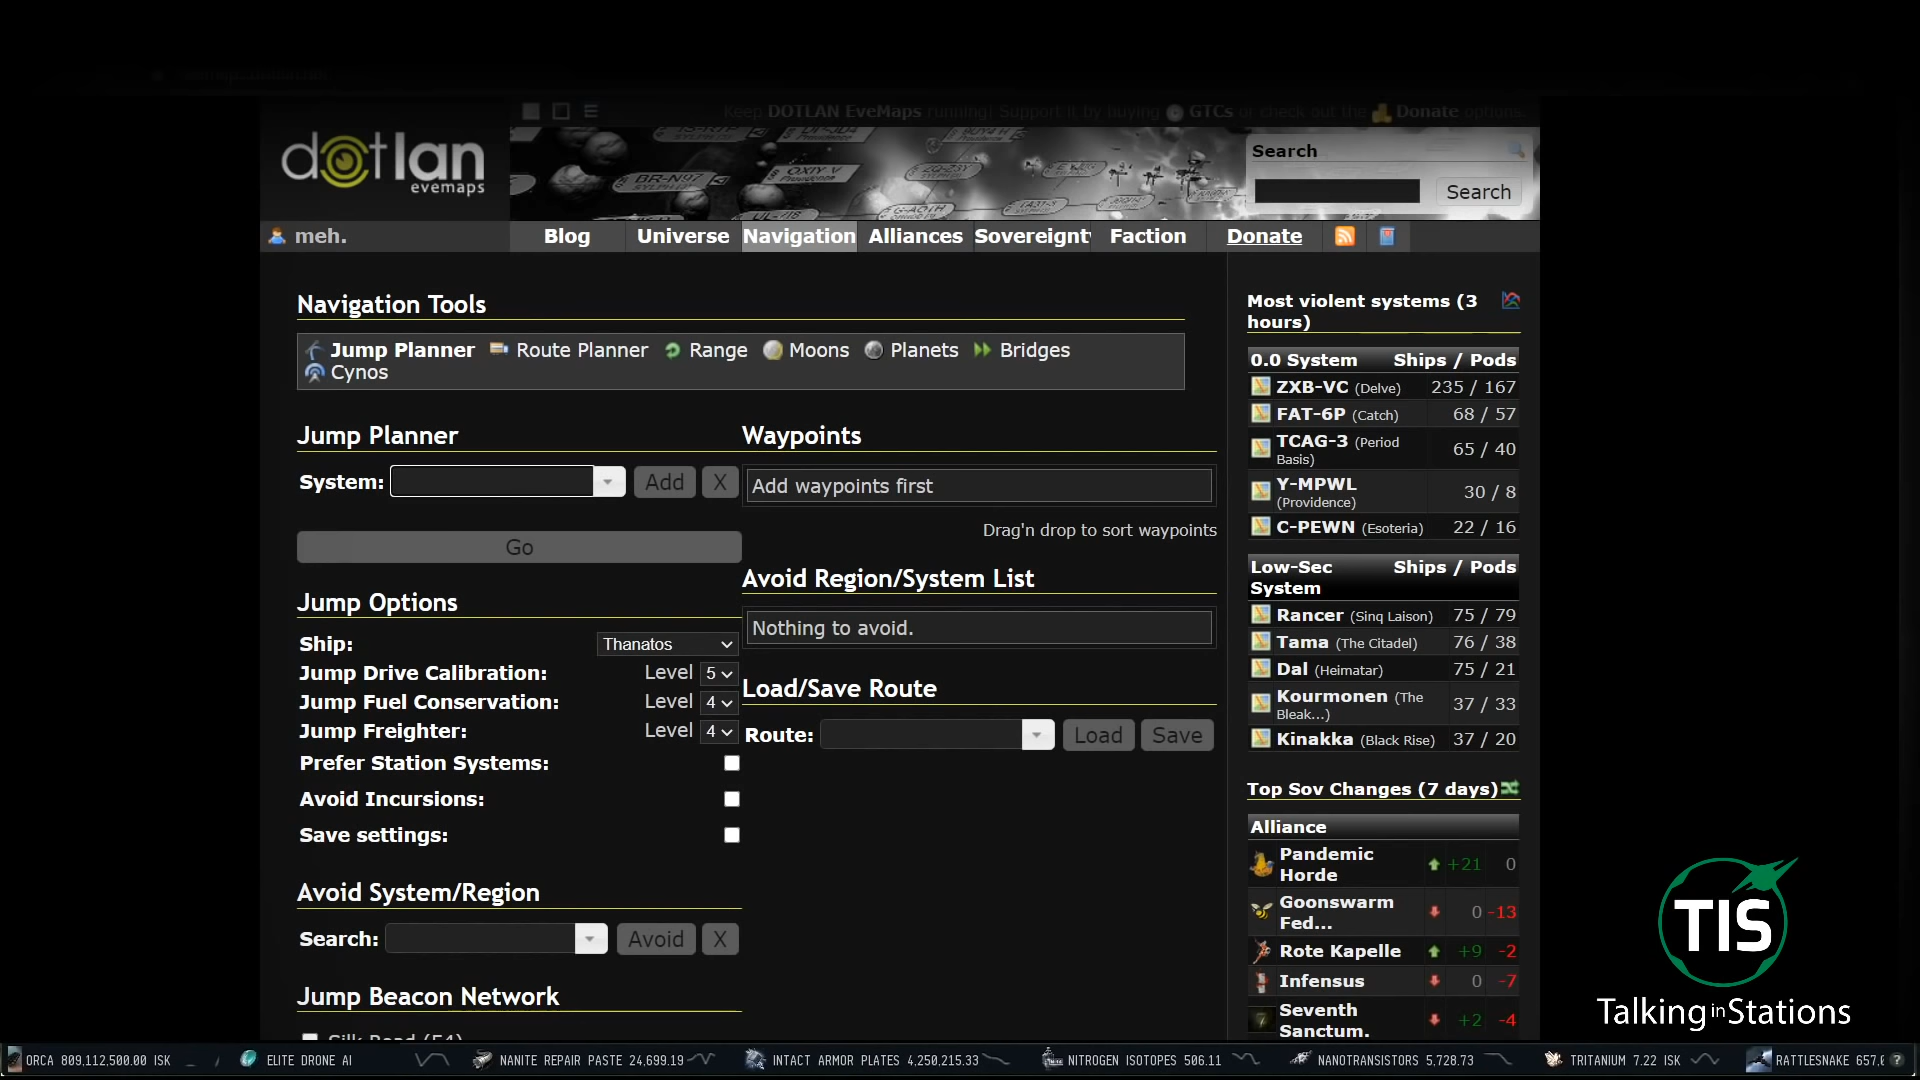 Keep DOTLAN EveMaps running! Support it by buying GTCs or check out the Donate options.
dotlan
evemaps
BR-N97
OXIY-V
Providence
UL-7I8
Search
Search
meh.
Blog Universe Navigation Alliances Sovereignt Faction Donate
Navigation Tools
Jump Planner Route Planner Range Moons Planets Bridges
Cynos
Jump Planner
System: Add X
Go
Jump Options
Ship: Thanatos
Jump Drive Calibration: Level 5
Jump Fuel Conservation: Level 4
Jump Freighter: Level 4
Prefer Station Systems:
Avoid Incursions:
Save settings:
Avoid System/Region
Search: Avoid X
Jump Beacon Network
Silk Road (54)
Waypoints
Add waypoints first
Drag'n drop to sort waypoints
Avoid Region/System List
Nothing to avoid.
Load/Save Route
Route: Load Save
Most violent systems (3
hours)
0.0 System Ships / Pods
ZXB-VC (Delve) 235 / 167
FAT-6P (Catch) 68 / 57
TCAG-3 (Period
Basis) 65 / 40
Y-MPWL
(Providence) 30 / 8
C-PEWN (Esoteria) 22 / 16
Low-Sec
System Ships / Pods
Rancer (Sinq Laison) 75 / 79
Tama (The Citadel) 76 / 38
Dal (Heimatar) 75 / 21
Kourmonen (The
Bleak...) 37 / 33
Kinakka (Black Rise) 37 / 20
Top Sov Changes (7 days)
Alliance
Pandemic
Horde +21 0
Goonswarm
Fed... 0 -13
Rote Kapelle +9 -2
Infensus 0 -7
Seventh
Sanctum. +2 -4
TIS
Talking in Stations
ORCA 809,112,500.00 ISK ELITE DRONE AI NANITE REPAIR PASTE 24,699.19 INTACT ARMOR PLATES 4,250,215.33 NITROGEN ISOTOPES 506.11 NANOTRANSISTORS 5,728.73 TRITANIUM 7.22 ISK RATTLESNAKE 657,